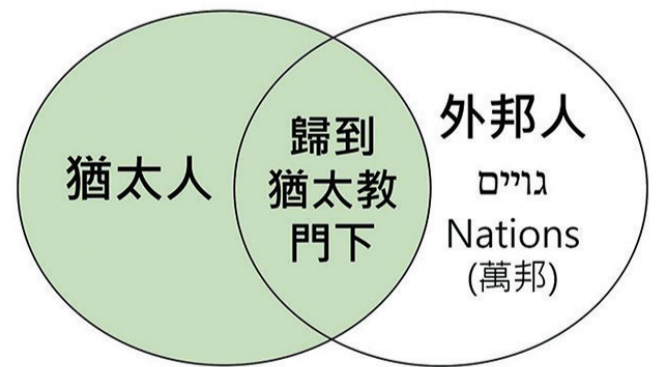 猶太人
歸到
猶太教
門下
外邦人
גויים
Nations
(萬邦)